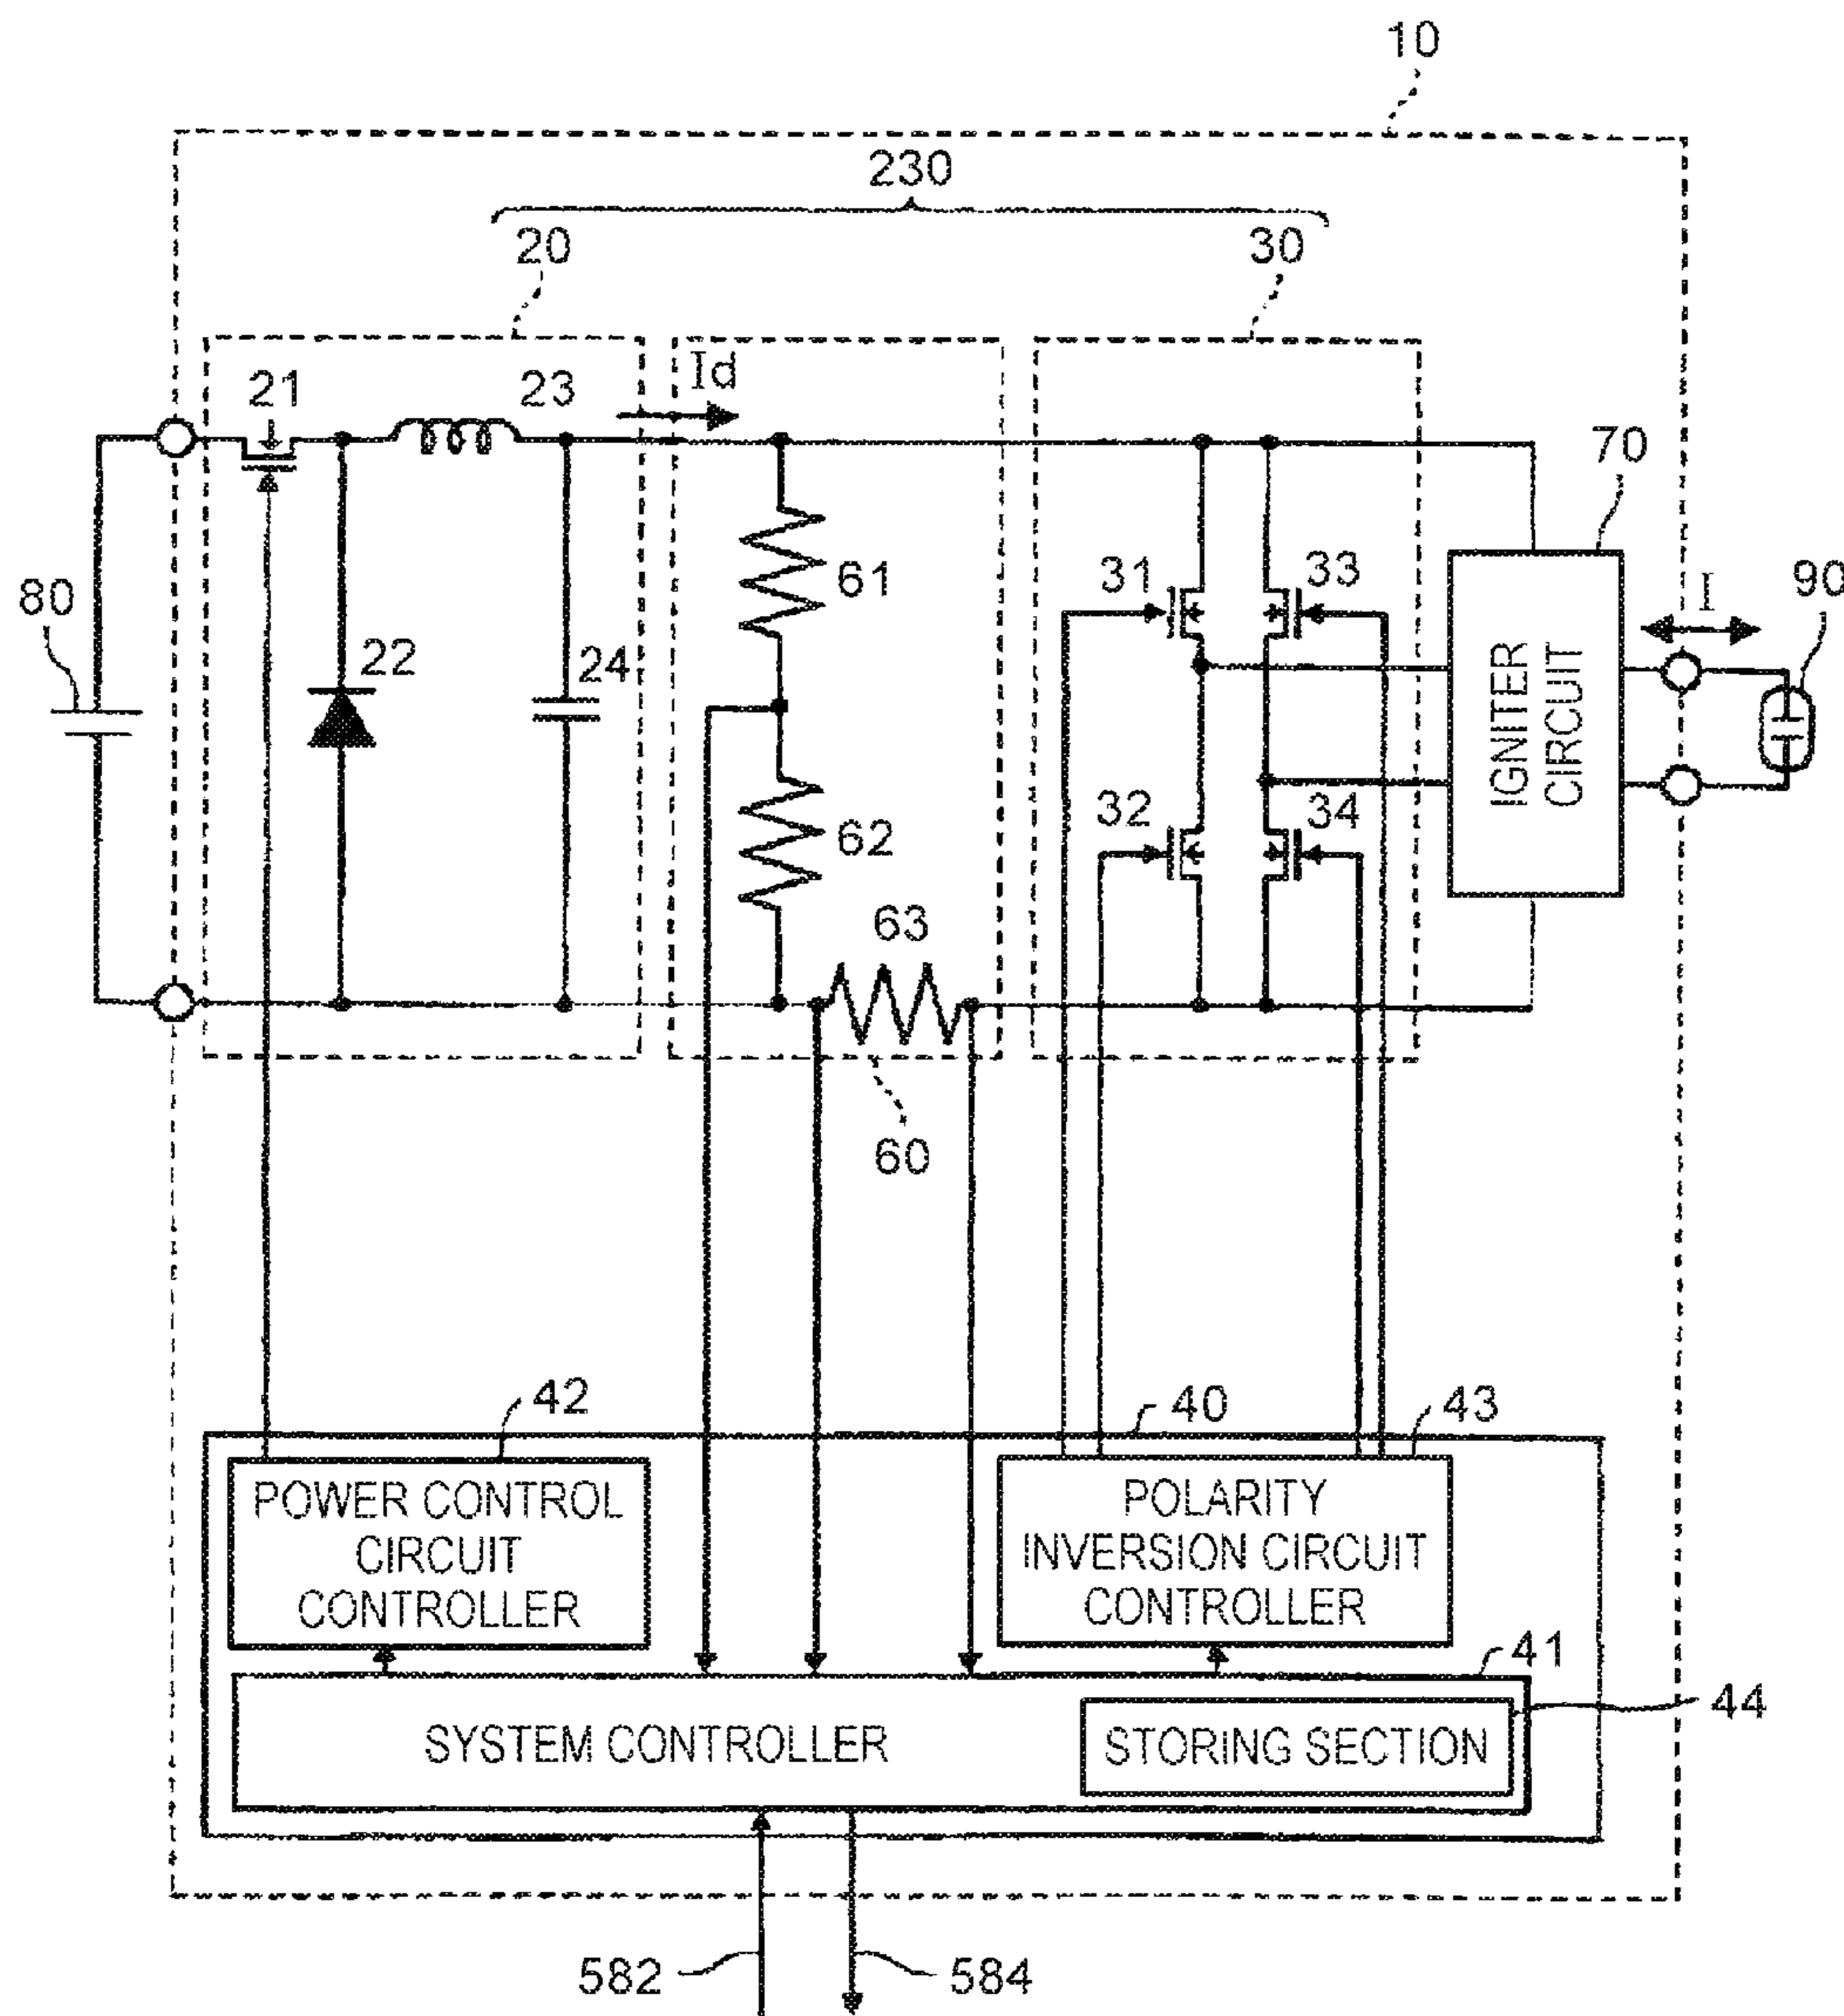 10
230
20
30
Id
21
23
70
61
31
33
I
90
80
22
24
IGNITER
CIRCUIT
32
34
62
63
60
42
40
43
POWER CONTROL
CIRCUIT
CONTROLLER
POLARITY
INVERSION CIRCUIT
CONTROLLER
41
44
SYSTEM CONTROLLER
STORING SECTION
582
584